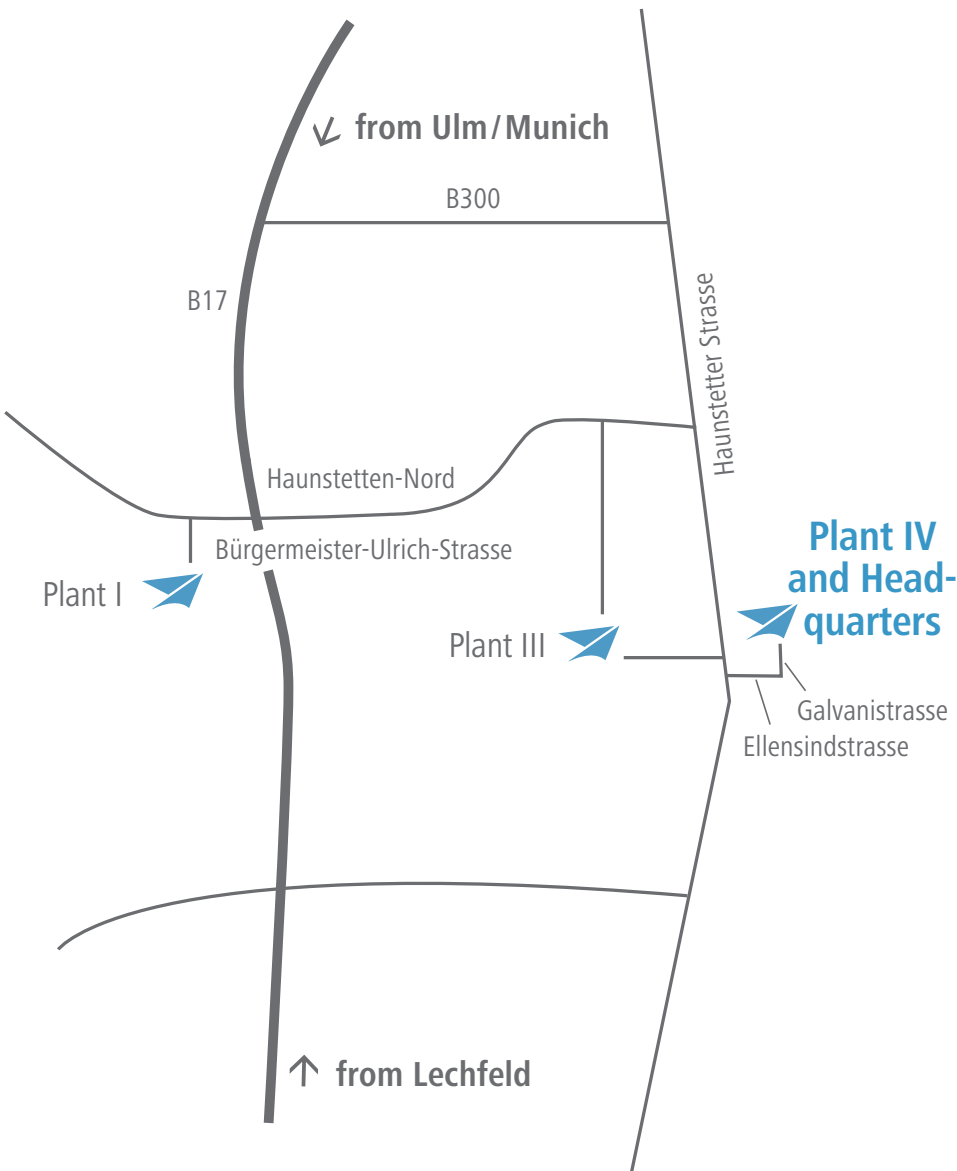 from Ulm/Munich
B300
B17
Haunstetter Strasse
Haunstetten-Nord
Bürgermeister-Ulrich-Strasse
Plant I
Plant III
Plant IV
and Head-
quarters
Galvanistrasse
Ellensindstrasse
from Lechfeld